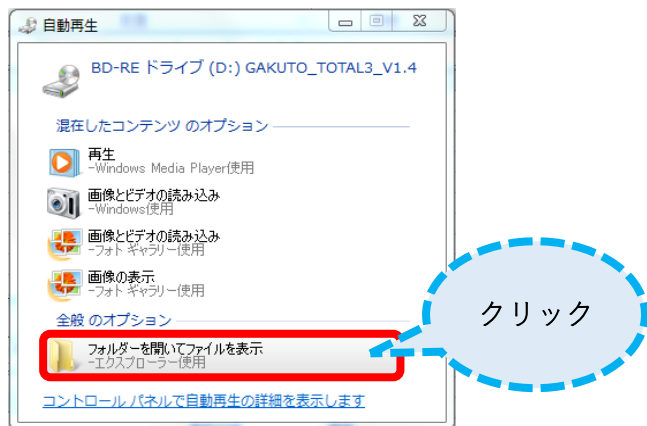 自動再生
BD-RE ドライブ (D:) GAKUTO_TOTAL3_V1.4
混在したコンテンツ のオプション
再生
-Windows Media Player使用
画像とビデオの読み込み
-Windows使用
画像とビデオの読み込み
-フォト ギャラリー使用
画像の表示
-フォト ギャラリー使用
全般 のオプション
フォルダーを開いてファイルを表示
-エクスプローラー使用
クリック
コントロール パネルで自動再生の詳細を表示します